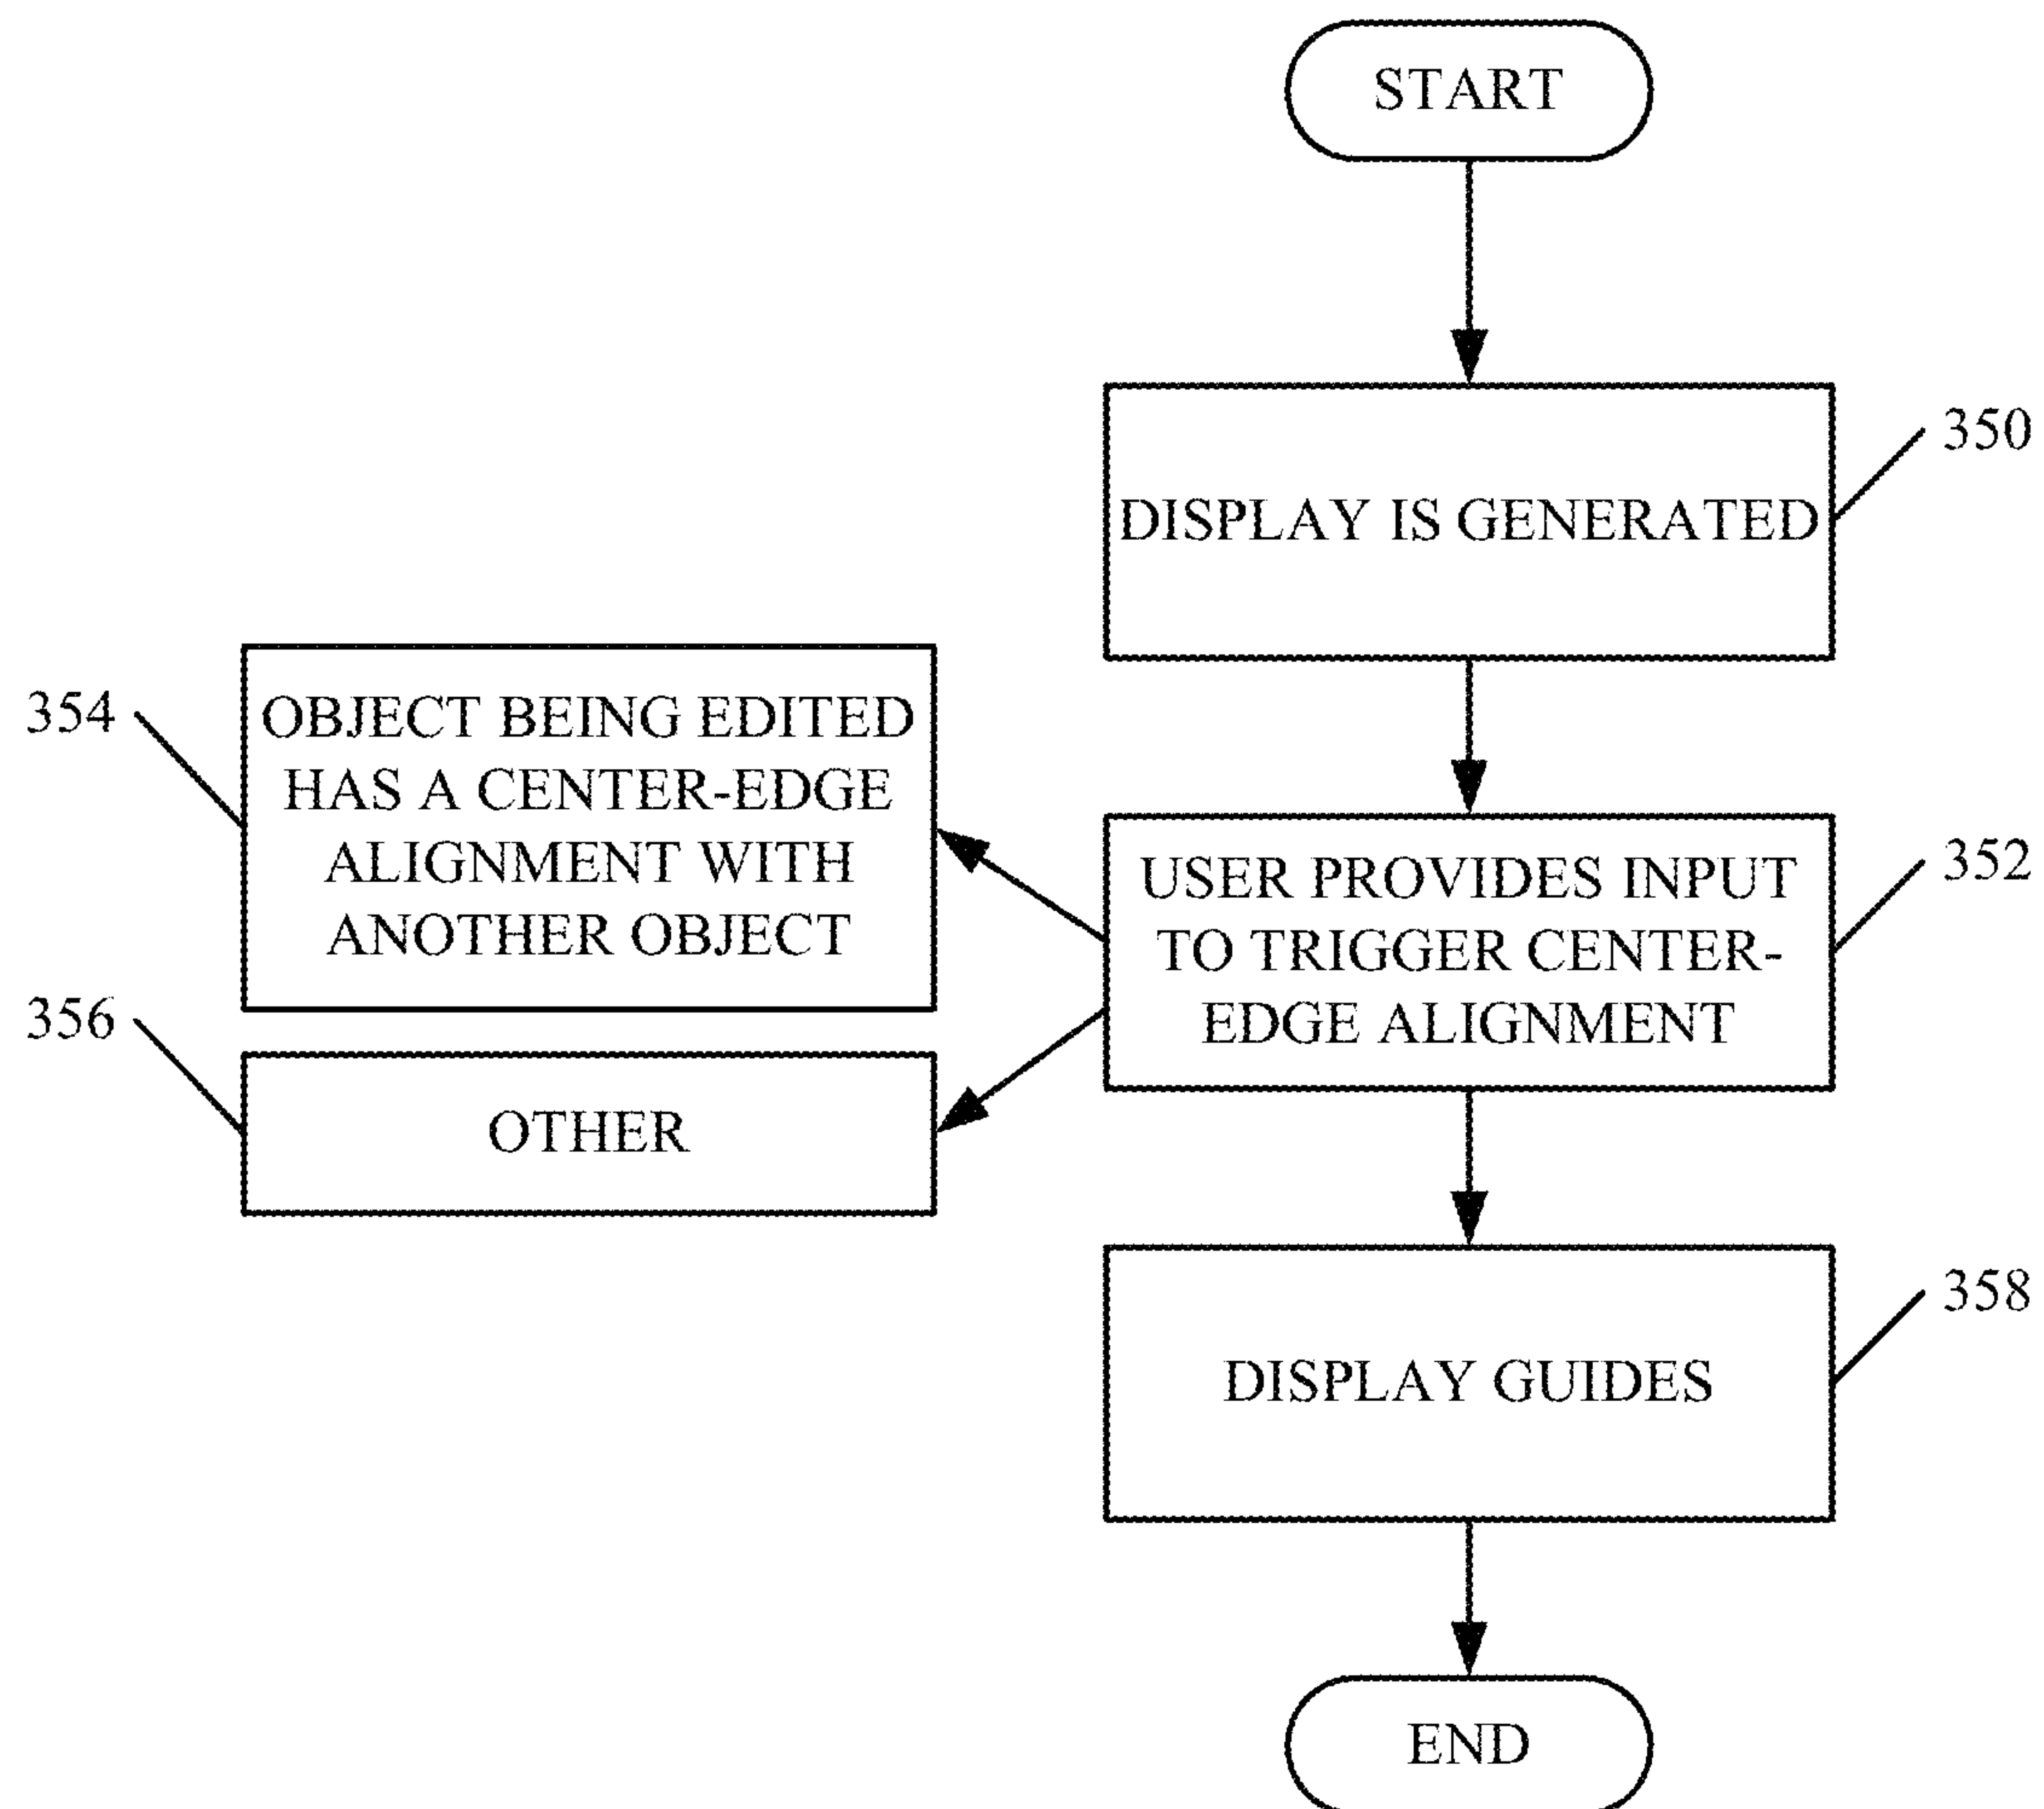 START
350
DISPLAY IS GENERATED
354
OBJECT BEING EDITED
HAS A CENTER-EDGE
ALIGNMENT WITH
ANOTHER OBJECT
352
USER PROVIDES INPUT
TO TRIGGER CENTER-
EDGE ALIGNMENT
356
OTHER
358
DISPLAY GUIDES
END